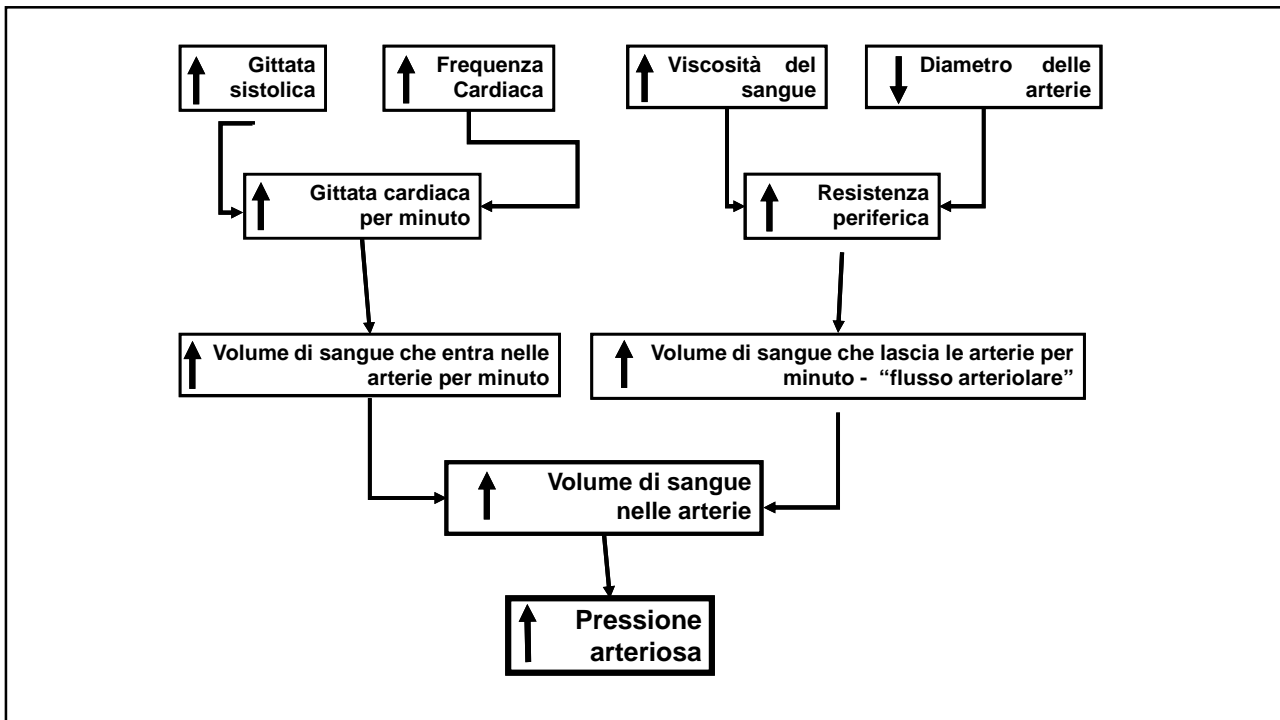 Gittata
sistolica
Frequenza
Cardiaca
Viscosità del
sangue
Diametro delle
arterie
Gittata cardiaca
per minuto
Resistenza
periferica
Volume di sangue che entra nelle
arterie per minuto
Volume di sangue che lascia le arterie per
minuto - “flusso arteriolare”
Volume di sangue
nelle arterie
Pressione
arteriosa